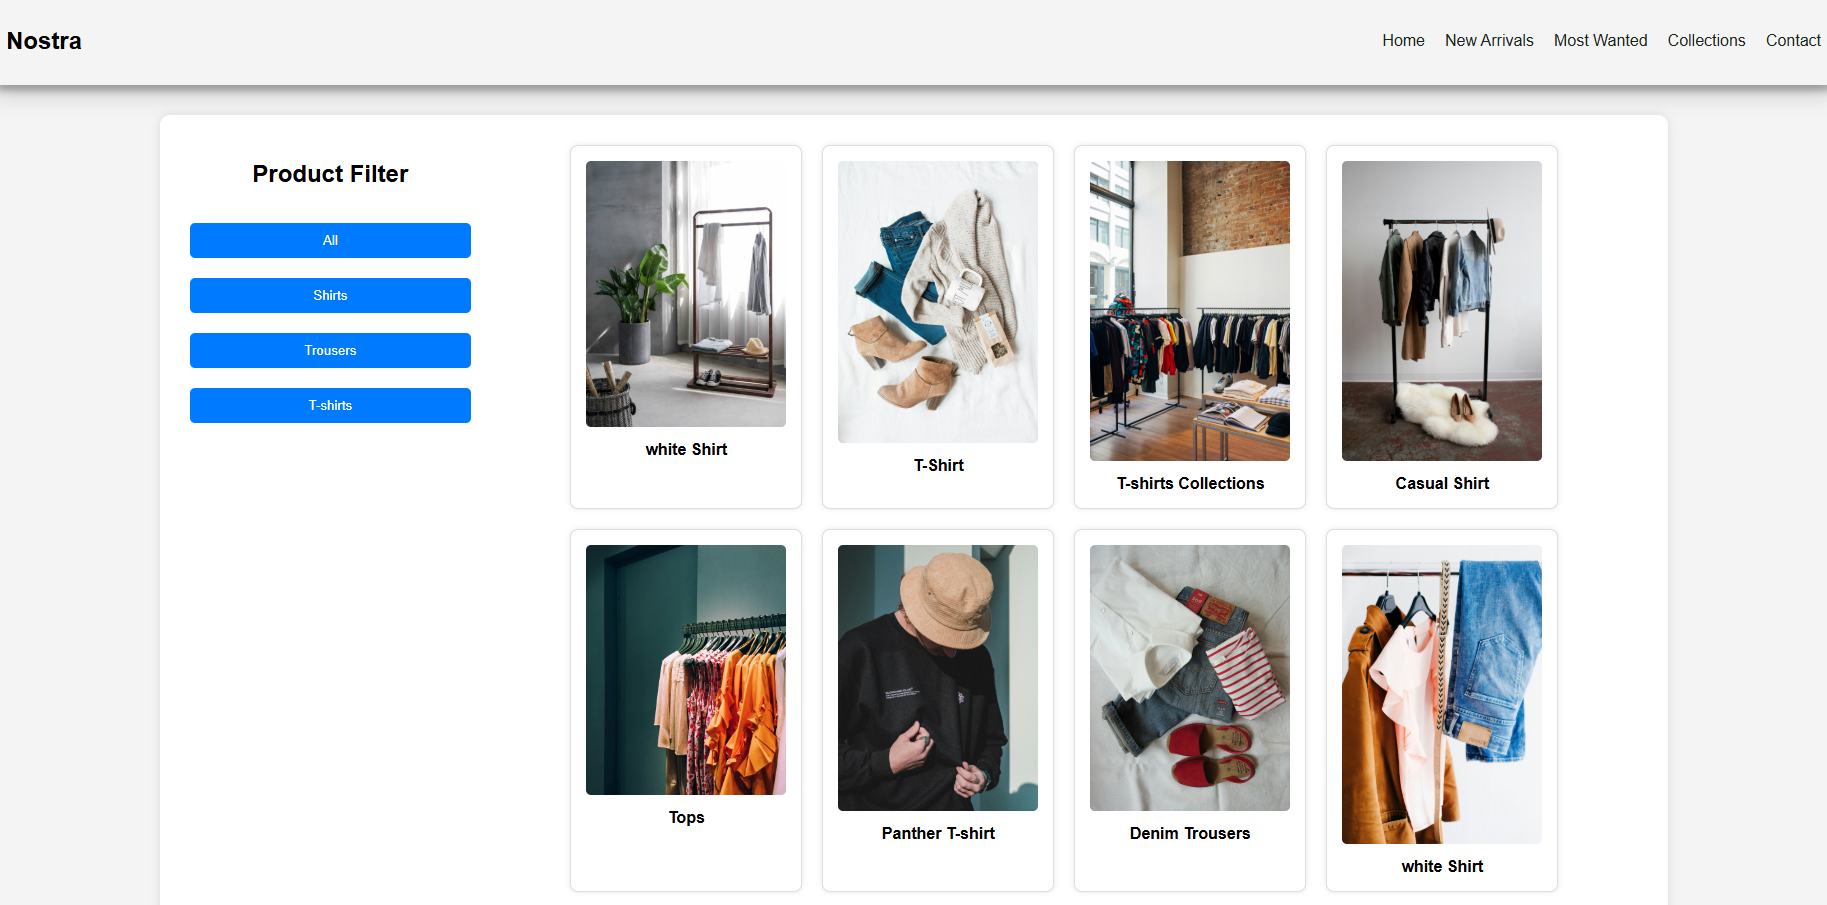 Nostra
Home New Arrivals Most Wanted Collections Contact
Product Filter
All
Shirts
Trousers
T-shirts
white Shirt
T-Shirt
T-shirts Collections
Casual Shirt
Tops
Panther T-shirt
Denim Trousers
white Shirt